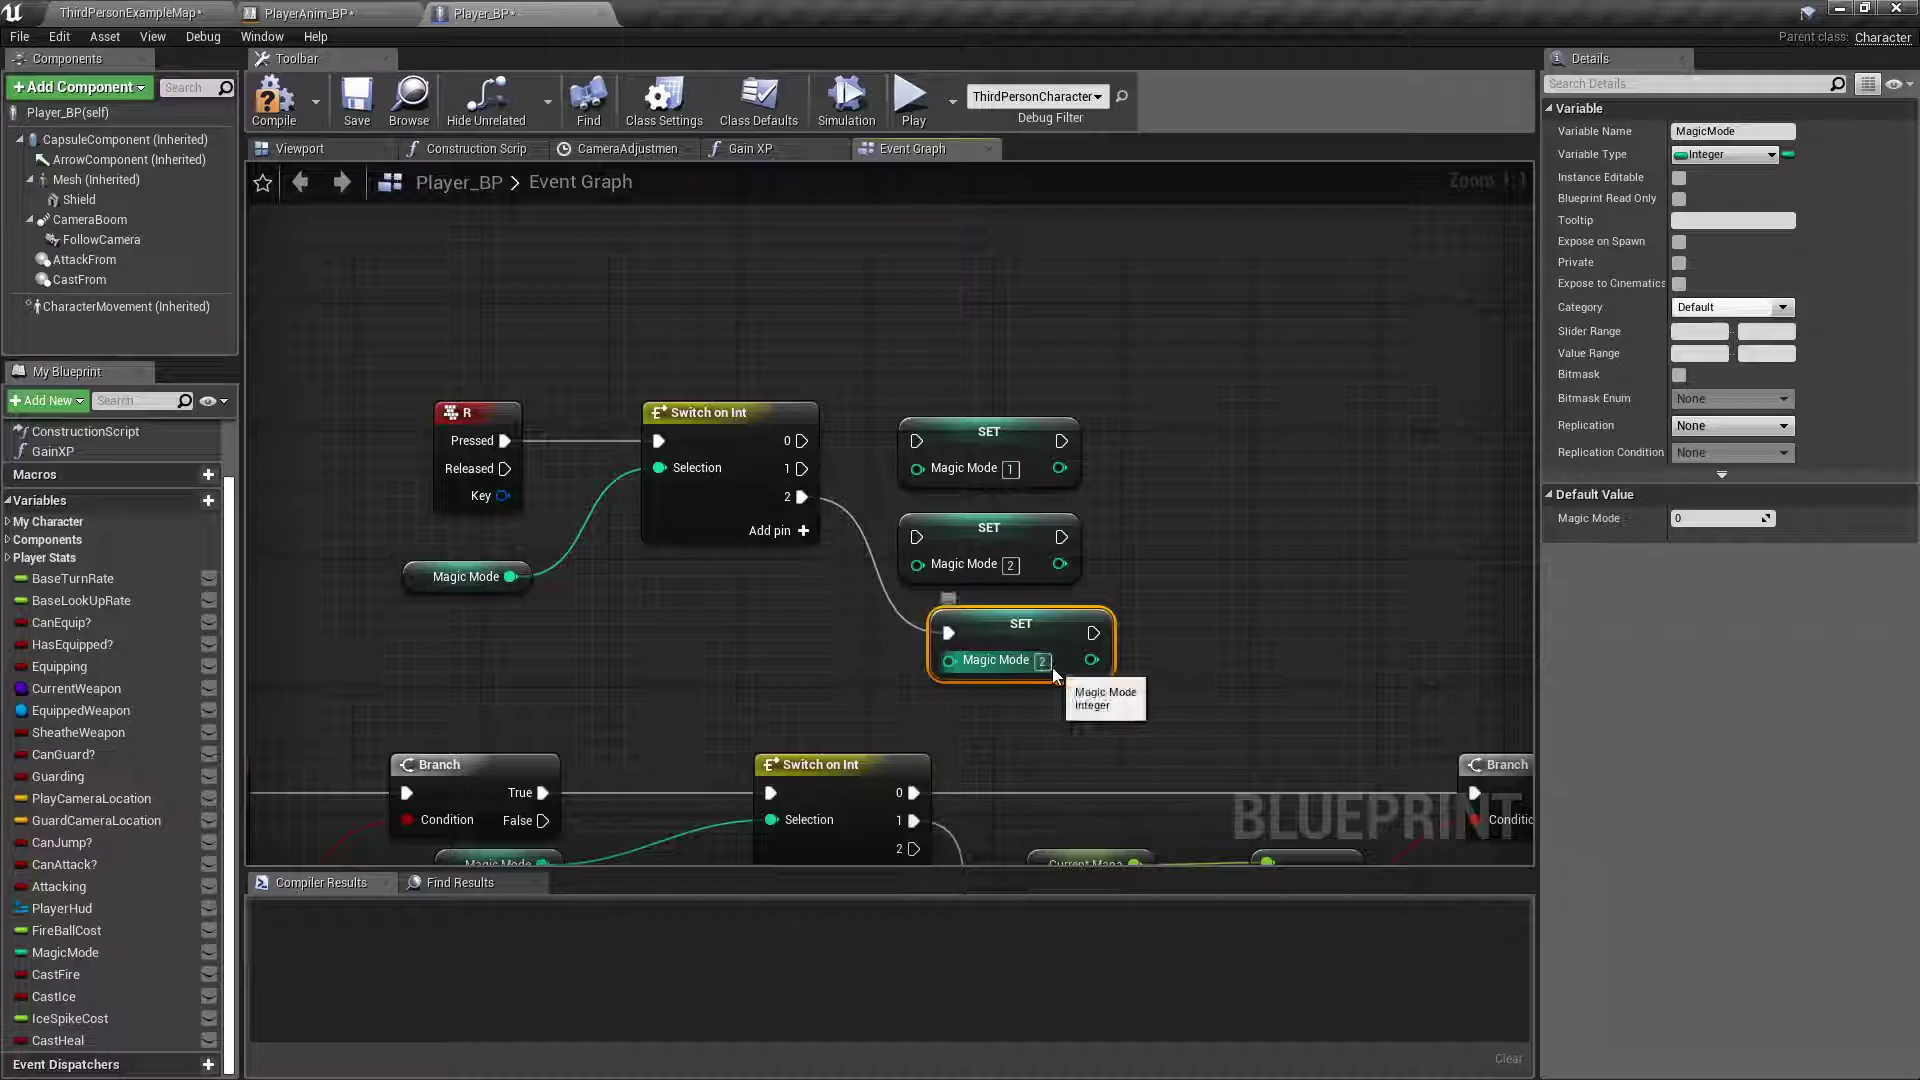 ThirdPersonExampleMap*
PlayerAnim_BP*
Player_BP*
File Edit Asset View Debug Window Help
Parent class: Character
Components
+Add Component
Search
Player_BP(self)
CapsuleComponent (Inherited)
ArrowComponent (Inherited)
Mesh (Inherited)
Shield
CameraBoom
FollowCamera
AttackFrom
CastFrom
CharacterMovement (Inherited)
Toolbar
Compile
Save
Browse
Hide Unrelated
Find
Class Settings
Class Defaults
Simulation
Play
ThirdPersonCharacter
Debug Filter
Viewport
Construction Scrip
CameraAdjustmen
Gain XP
Event Graph
Player_BP > Event Graph
Zoom 1:1
R
Pressed
Released
Key
Switch on Int
0
Selection
1
2
Add pin +
Magic Mode
SET
Magic Mode 1
SET
Magic Mode 2
SET
Magic Mode 2
Magic Mode
Integer
Branch
True
Condition
False
Magic Mode
Switch on Int
0
Selection
1
2
Current Mana
Branch
Conditic
BLUEPRINT
My Blueprint
+Add New
Search
ConstructionScript
GainXP
Macros
Variables
My Character
Components
Player Stats
BaseTurnRate
BaseLookUpRate
CanEquip?
HasEquipped?
Equipping
CurrentWeapon
EquippedWeapon
SheatheWeapon
CanGuard?
Guarding
PlayCameraLocation
GuardCameraLocation
CanJump?
CanAttack?
Attacking
PlayerHud
FireBallCost
MagicMode
CastFire
CastIce
IceSpikeCost
CastHeal
Event Dispatchers
Compiler Results
Find Results
Clear
Details
Search Details
Variable
Variable Name MagicMode
Variable Type Integer
Instance Editable
Blueprint Read Only
Tooltip
Expose on Spawn
Private
Expose to Cinematics
Category Default
Slider Range
Value Range
Bitmask
Bitmask Enum None
Replication None
Replication Condition None
Default Value
Magic Mode 0